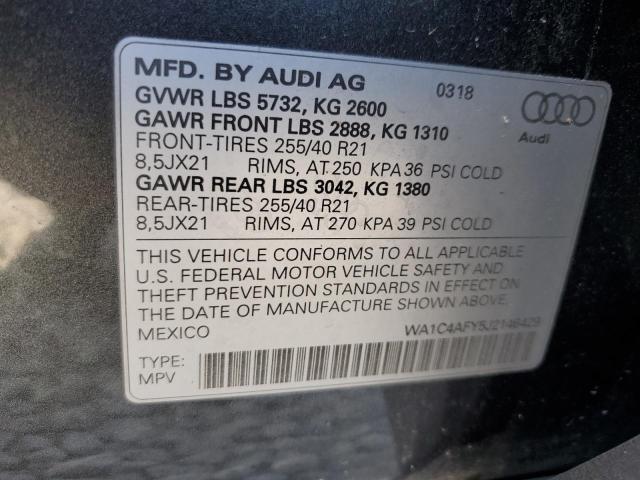 MFD. BY AUDI AG 0318
GVWR LBS 5732, KG 2600
GAWR FRONT LBS 2888, KG 1310
FRONT-TIRES 255/40 R21
8,5JX21 RIMS, AT 250 KPA 36 PSI COLD
GAWR REAR LBS 3042, KG 1380
REAR-TIRES 255/40 R21
8,5JX21 RIMS, AT 270 KPA 39 PSI COLD
Audi
THIS VEHICLE CONFORMS TO ALL APPLICABLE
U.S. FEDERAL MOTOR VEHICLE SAFETY AND
THEFT PREVENTION STANDARDS IN EFFECT ON
THE DATE OF MANUFACTURE SHOWN ABOVE.
MEXICO WA1C4AFY5J2146429
TYPE:
MPV